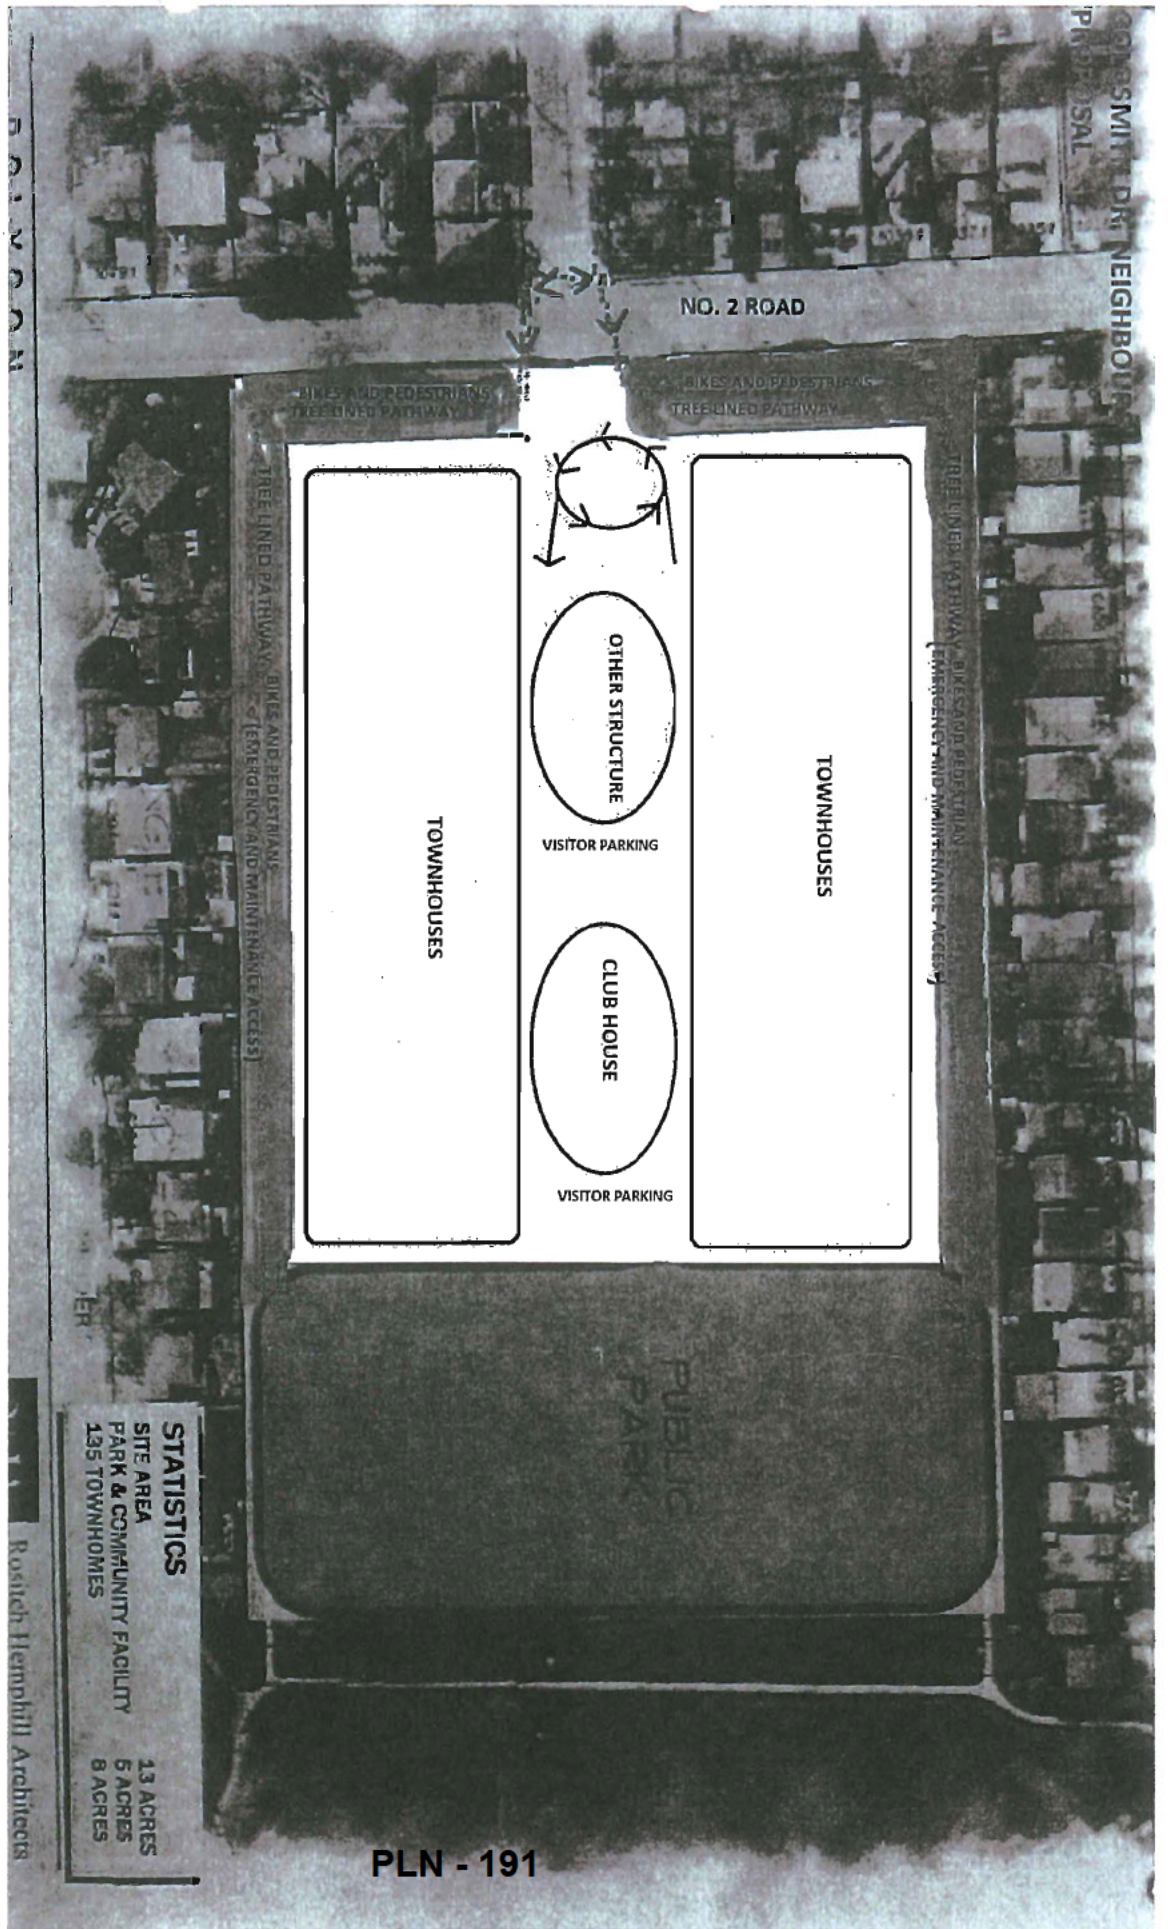 GOLDSMITH DR. NEIGHBOUR
PROPOSAL
NO. 2 ROAD
BIKES AND PEDESTRIANS
TREE LINED PATHWAY
BIKES AND PEDESTRIANS
TREE LINED PATHWAY
TREE LINED PATHWAY, BIKES AND PEDESTRIANS
(EMERGENCY AND MAINTENANCE ACCESS)
TREE LINED PATHWAY, BIKES AND PEDESTRIAN
(EMERGENCY AND MAINTENANCE ACCESS)
OTHER STRUCTURE
VISITOR PARKING
TOWNHOUSES
TOWNHOUSES
CLUB HOUSE
VISITOR PARKING
PUBLIC
PARK
STATISTICS
SITE AREA 13 ACRES
PARK & COMMUNITY FACILITY 5 ACRES
135 TOWNHOMES 8 ACRES
Rositch Hemphill Architects
PLN - 191